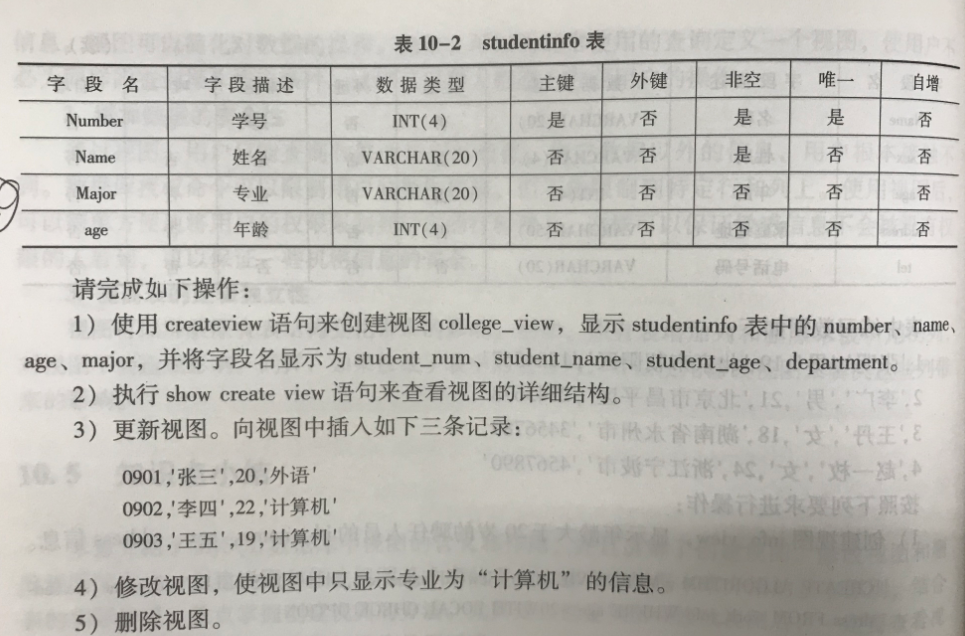 表 10-2 studentinfo 表
字段名 字段描述 数据类型 主键 外键 非空 唯一 自增
Number 学号 INT(4) 是 否 是 是 否
Name 姓名 VARCHAR(20) 否 否 是 否 否
Major 专业 VARCHAR(20) 否 否 否 否 否
age 年龄 INT(4) 否 否 否 否 否
请完成如下操作：
1）使用 createview 语句来创建视图 college_view，显示 studentinfo 表中的 number、name、
age、major，并将字段名显示为 student_num、student_name、student_age、department。
2）执行 show create view 语句来查看视图的详细结构。
3）更新视图。向视图中插入如下三条记录：
0901,'张三',20,'外语'
0902,'李四',22,'计算机'
0903,'王五',19,'计算机'
4）修改视图，使视图中只显示专业为“计算机”的信息。
5）删除视图。